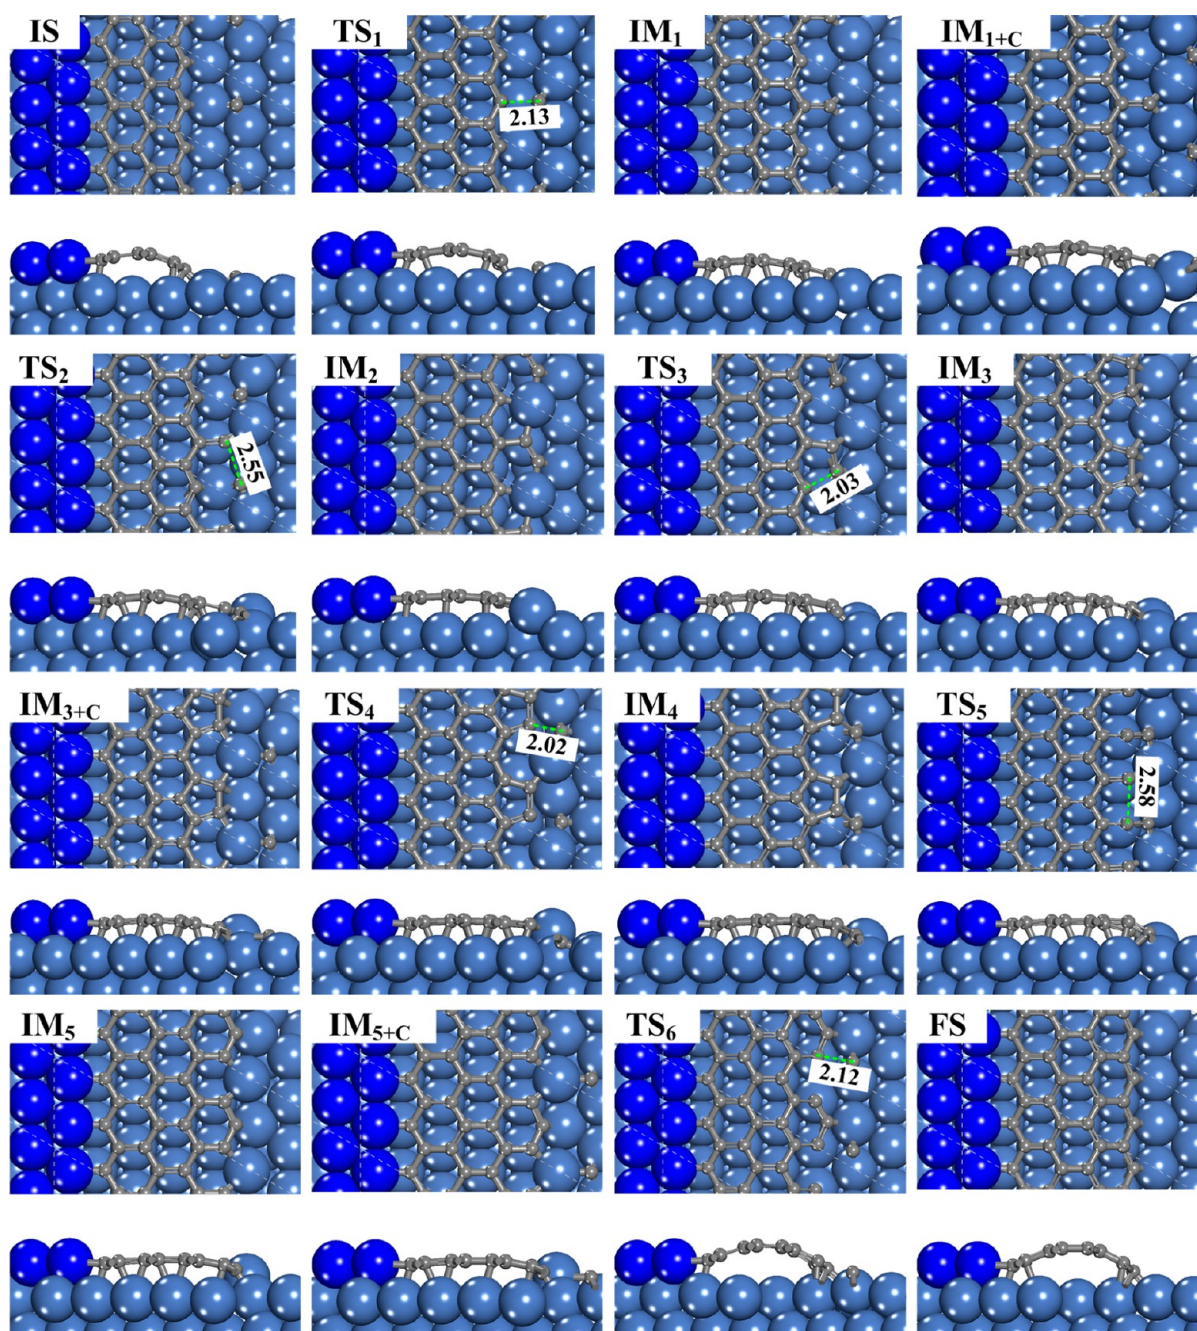 IS TS₁ IM₁ IM₁₊C
2.13
TS₂ IM₂ TS₃ IM₃
2.55
2.03
IM₃₊C TS₄ IM₄ TS₅
2.02
2.58
IM₅ IM₅₊C TS₆ FS
2.12